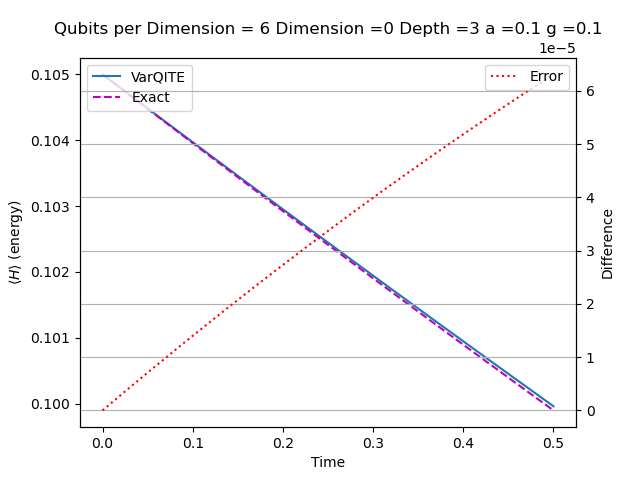 Qubits per Dimension = 6 Dimension =0 Depth =3 a =0.1 g =0.1
1e−5
VarQITE
Exact
Error
0.105
0.104
0.103
0.102
0.101
0.100
⟨H⟩ (energy)
6
5
4
3
2
1
0
Difference
0.0 0.1 0.2 0.3 0.4 0.5
Time